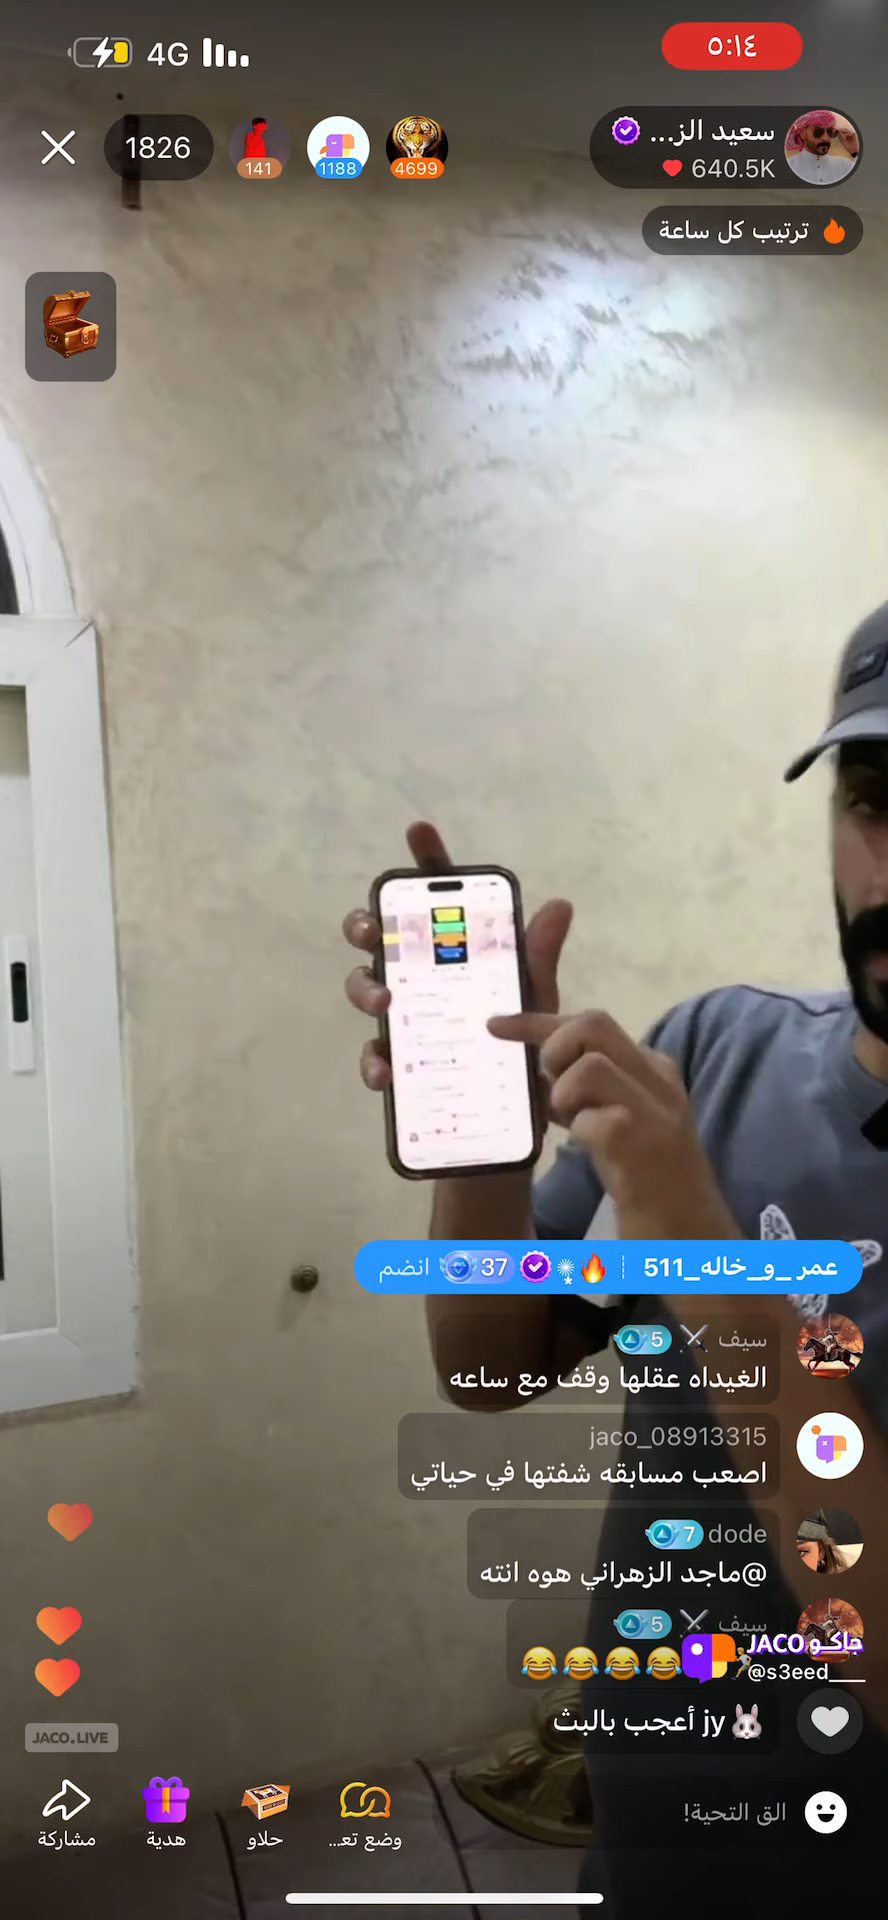 ٥:١٤
4G
سعيد الز...
640.5K
4699
1188
141
1826
ترتيب كل ساعة
عمر_و_خاله_511
37 انضم
سيف 5
الغيداه عقلها وقف مع ساعه
jaco_08913315
اصعب مسابقه شفتها في حياتي
dode 7
@ماجد الزهراني هوه انته
سيف 5
😂😂😂😂
جاكو JACO
@s3eed___
jy أعجب بالبث
JACO.LIVE
الق التحية!
وضع تعـ...
حلاو
هدية
مشاركة